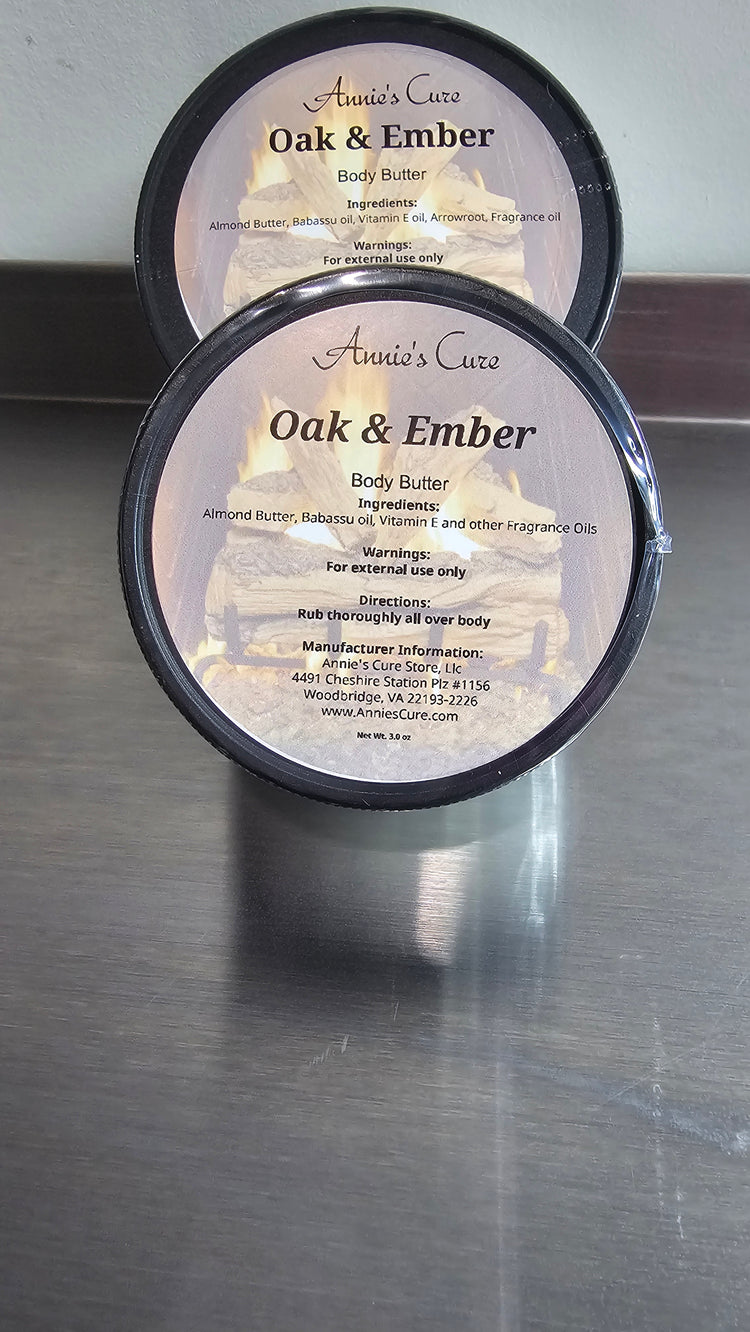 Annie's Cure
Oak & Ember
Body Butter
Ingredients:
Almond Butter, Babassu oil, Vitamin E oil, Arrowroot, Fragrance oil
Warnings:
For external use only
Annie's Cure
Oak & Ember
Body Butter
Ingredients:
Almond Butter, Babassu oil, Vitamin E and other Fragrance Oils
Warnings:
For external use only
Directions:
Rub thoroughly all over body
Manufacturer Information:
Annie's Cure Store, Llc
4491 Cheshire Station Plz #1156
Woodbridge, VA 22193-2226
www.AnniesCure.com
Net Wt. 3.0 oz